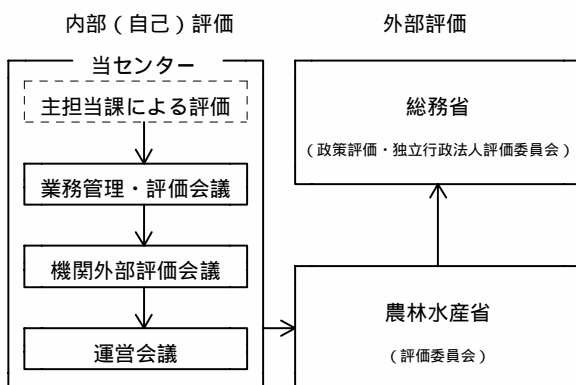 内部（自己）評価
外部評価
当センター
主担当課による評価
業務管理・評価会議
機関外部評価会議
運営会議
総務省
（政策評価・独立行政法人評価委員会）
農林水産省
（評価委員会）